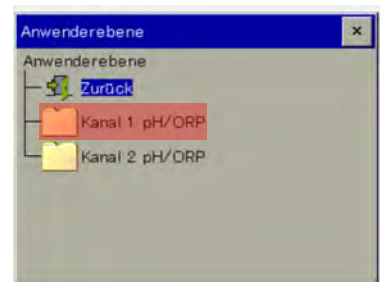 Anwenderebene
Anwenderebene
Zurück
Kanal 1 pH/ORP
Kanal 2 pH/ORP